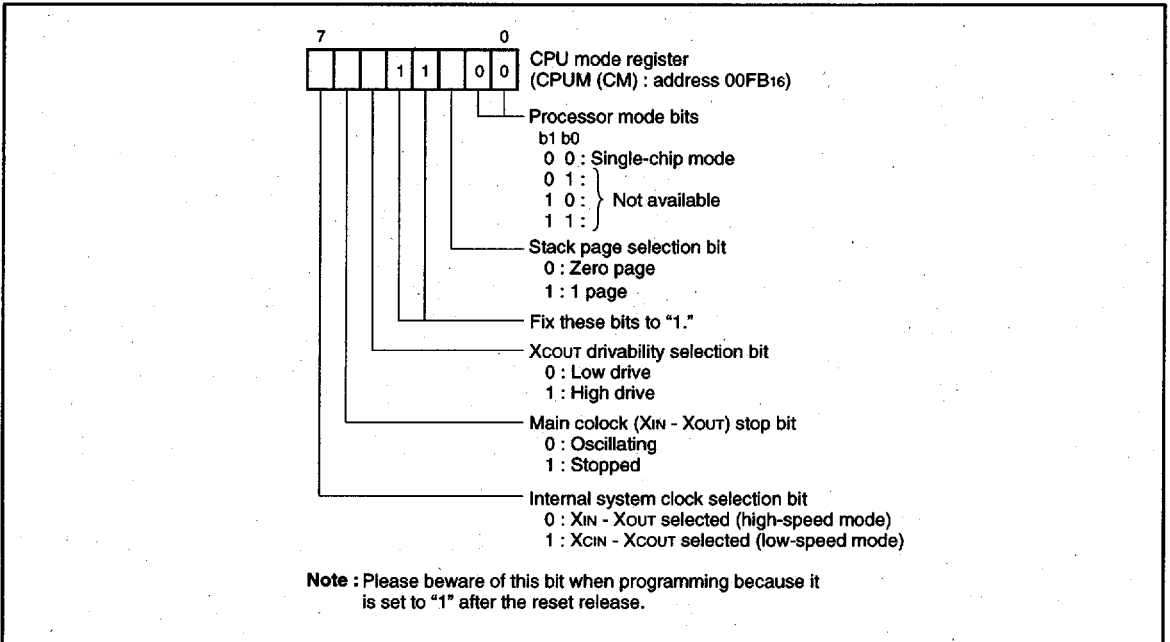 7 0
1 1 0 0
CPU mode register
(CPUM (CM) : address 00FB16)
Processor mode bits
b1 b0
0 0 : Single-chip mode
0 1 :
1 0 : Not available
1 1 :
Stack page selection bit
0 : Zero page
1 : 1 page
Fix these bits to “1.”
XCOUT drivability selection bit
0 : Low drive
1 : High drive
Main colock (XIN - XOUT) stop bit
0 : Oscillating
1 : Stopped
Internal system clock selection bit
0 : XIN - XOUT selected (high-speed mode)
1 : XCIN - XCOUT selected (low-speed mode)
Note : Please beware of this bit when programming because it
is set to “1” after the reset release.